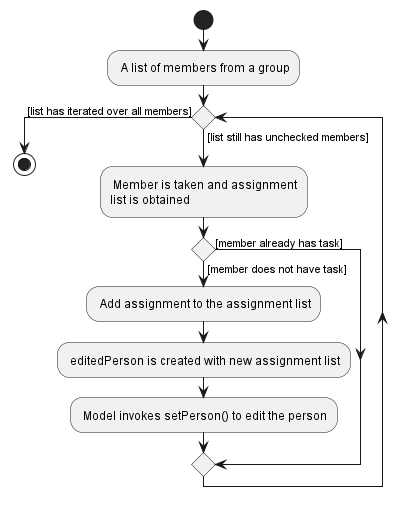 A list of members from a group
[list has iterated over all members]
[list still has unchecked members]
Member is taken and assignment
list is obtained
[member already has task]
[member does not have task]
Add assignment to the assignment list
editedPerson is created with new assignment list
Model invokes setPerson() to edit the person